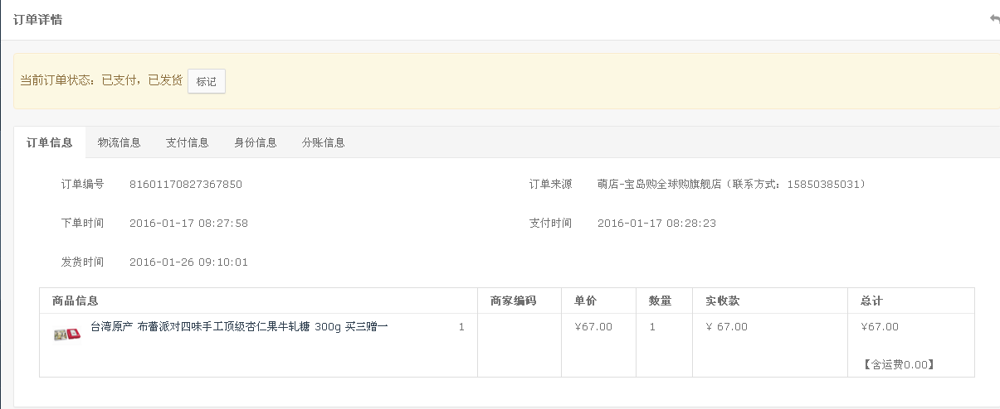 订单详情
当前订单状态：已支付，已发货 标记
订单信息 物流信息 支付信息 身份信息 分账信息
订单编号 81601170827367850 订单来源 萌店-宝岛购全球购旗舰店（联系方式：15850385031）
下单时间 2016-01-17 08:27:58 支付时间 2016-01-17 08:28:23
发货时间 2016-01-26 09:10:01
商品信息 商家编码 单价 数量 实收款 总计
台湾原产 布蕾派对四味手工顶级杏仁果牛轧糖 300g 买三赠一 1 ¥67.00 1 ¥ 67.00 ¥67.00
【含运费0.00】